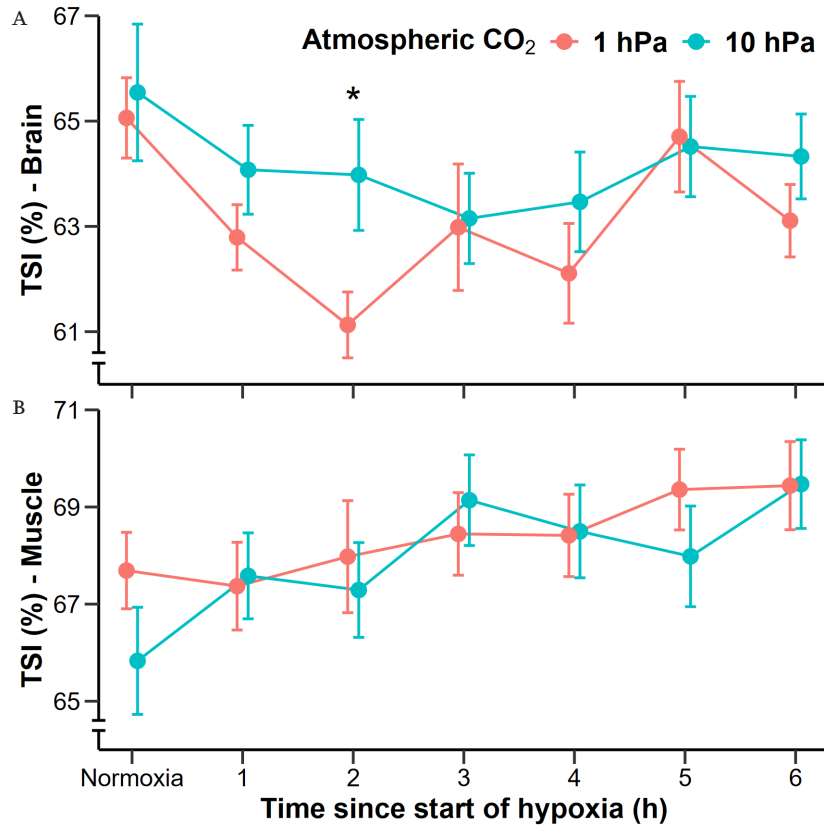 A
67
65
63
61
TSI (%) - Brain
Atmospheric CO₂ 1 hPa 10 hPa
*
B
71
69
67
65
TSI (%) - Muscle
Normoxia 1 2 3 4 5 6
Time since start of hypoxia (h)